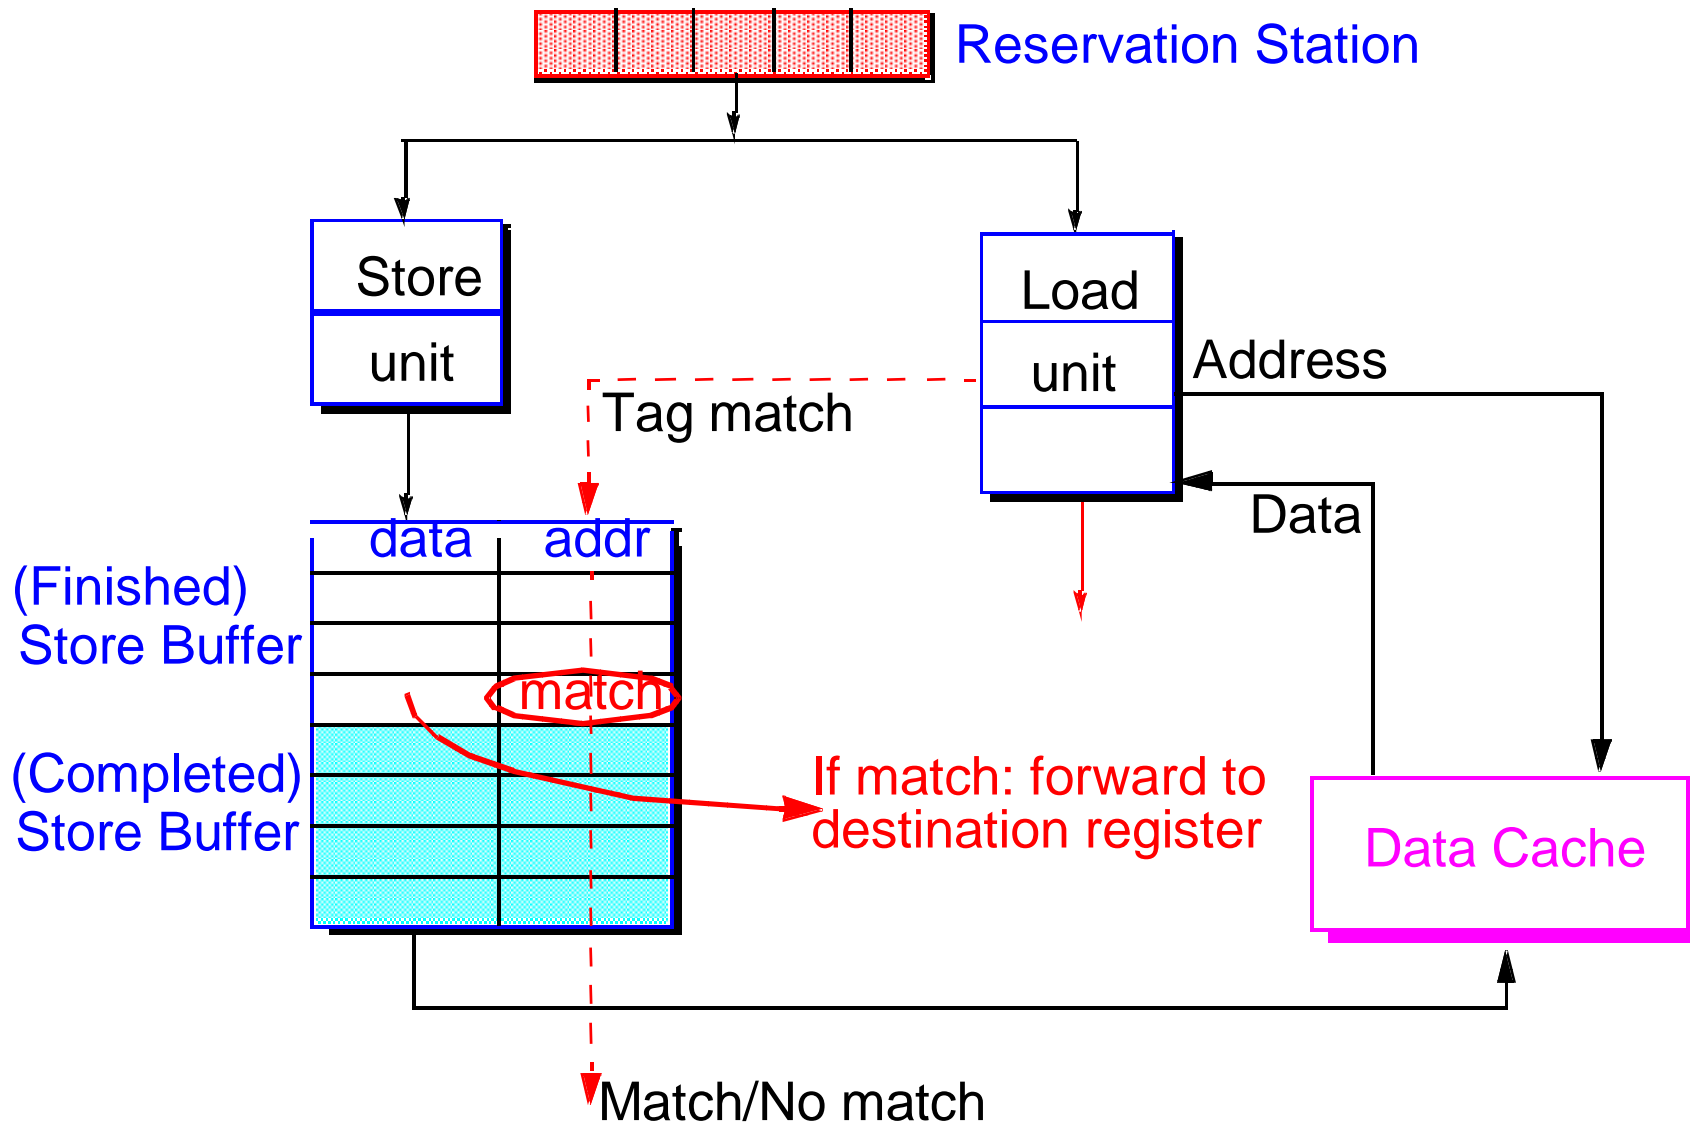 Reservation Station
Store
unit
Load
unit
Address
Tag match
Data
data addr
(Finished)
Store Buffer
match
(Completed)
Store Buffer
If match: forward to
destination register
Data Cache
Match/No match